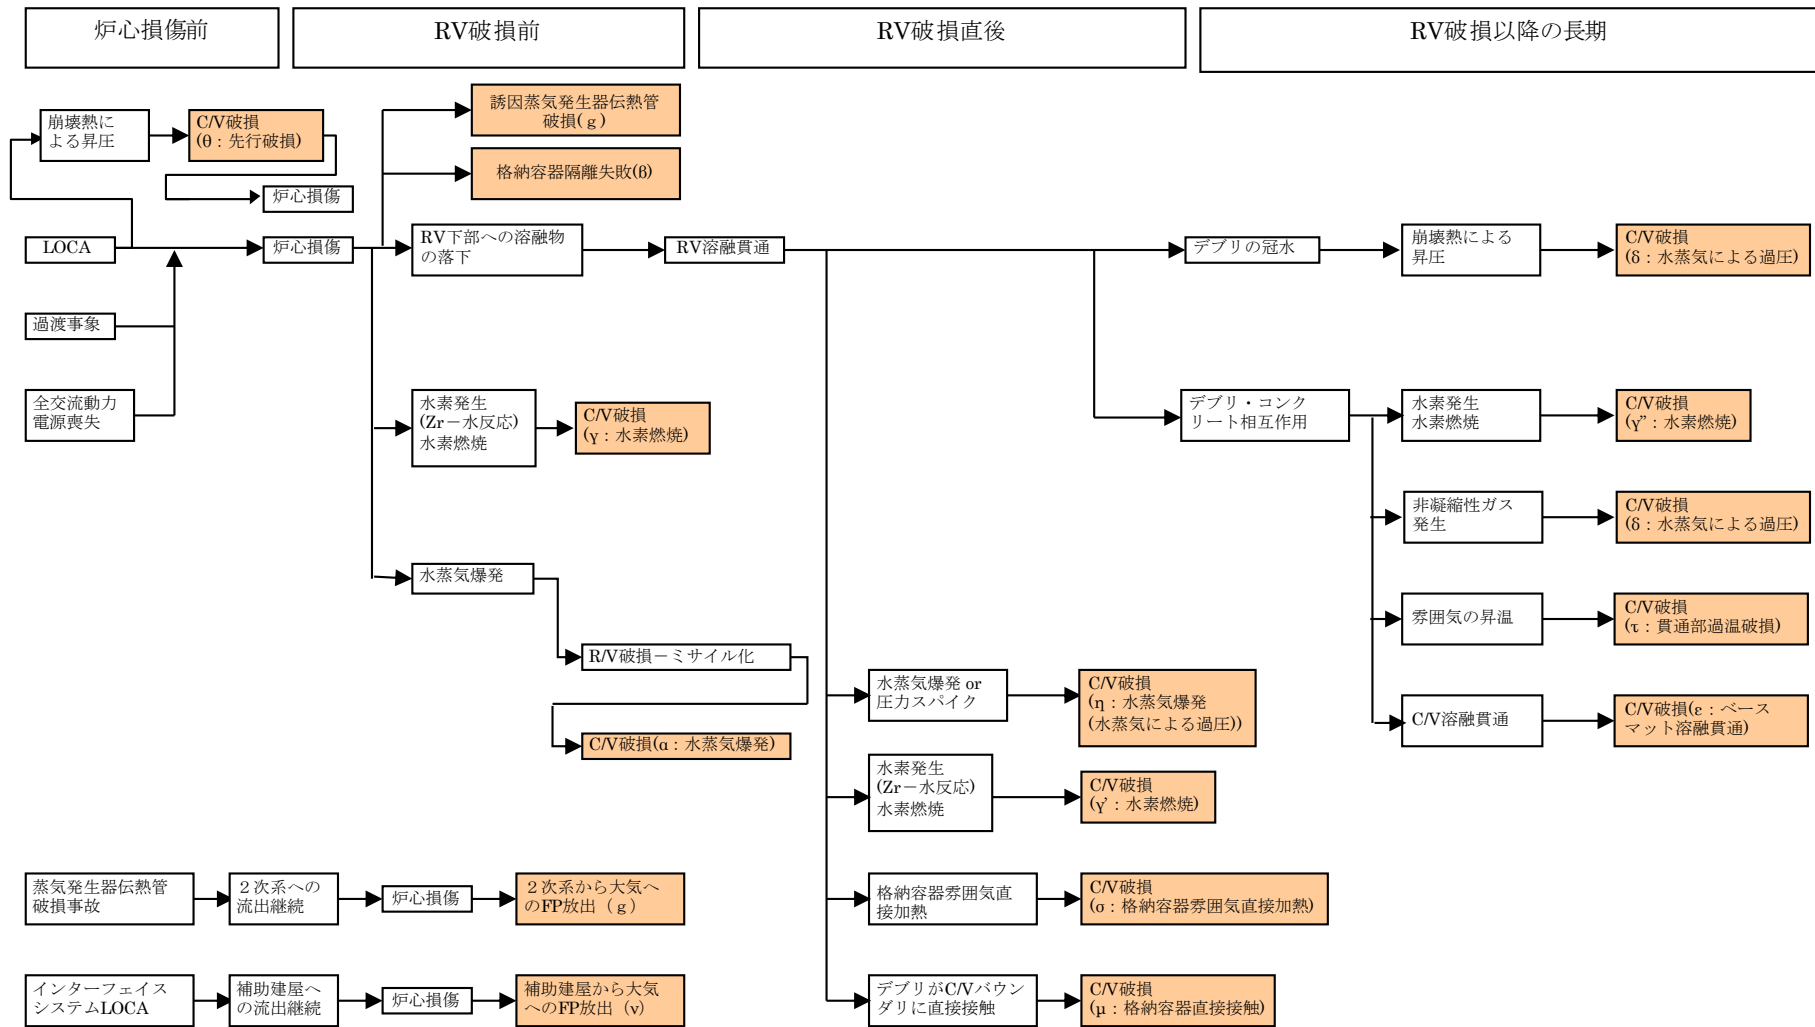 炉心損傷前
RV破損前
RV破損直後
RV破損以降の長期
崩壊熱に
よる昇圧
C/V破損
(θ：先行破損)
炉心損傷
誘因蒸気発生器伝熱管
破損(ｇ)
格納容器隔離失敗(β)
LOCA
炉心損傷
RV下部への溶融物
の落下
RV溶融貫通
デブリの冠水
崩壊熱による
昇圧
C/V破損
(δ：水蒸気による過圧)
過渡事象
全交流動力
電源喪失
水素発生
(Zr－水反応)
水素燃焼
C/V破損
(γ：水素燃焼)
デブリ・コンク
リート相互作用
水素発生
水素燃焼
C/V破損
(γ”：水素燃焼)
非凝縮性ガス
発生
C/V破損
(δ：水蒸気による過圧)
水蒸気爆発
雰囲気の昇温
C/V破損
(τ：貫通部過温破損)
R/V破損－ミサイル化
C/V破損(α：水蒸気爆発)
水蒸気爆発 or
圧力スパイク
C/V破損
(η：水蒸気爆発
(水蒸気による過圧))
C/V溶融貫通
C/V破損(ε：ベース
マット溶融貫通)
水素発生
(Zr－水反応)
水素燃焼
C/V破損
(γ’：水素燃焼)
蒸気発生器伝熱管
破損事故
２次系への
流出継続
炉心損傷
２次系から大気へ
のFP放出（ｇ）
格納容器雰囲気直
接加熱
C/V破損
(σ：格納容器雰囲気直接加熱)
インターフェイス
システムLOCA
補助建屋へ
の流出継続
炉心損傷
補助建屋から大気
へのFP放出（ν）
デブリがC/Vバウン
ダリに直接接触
C/V破損
(μ：格納容器直接接触)